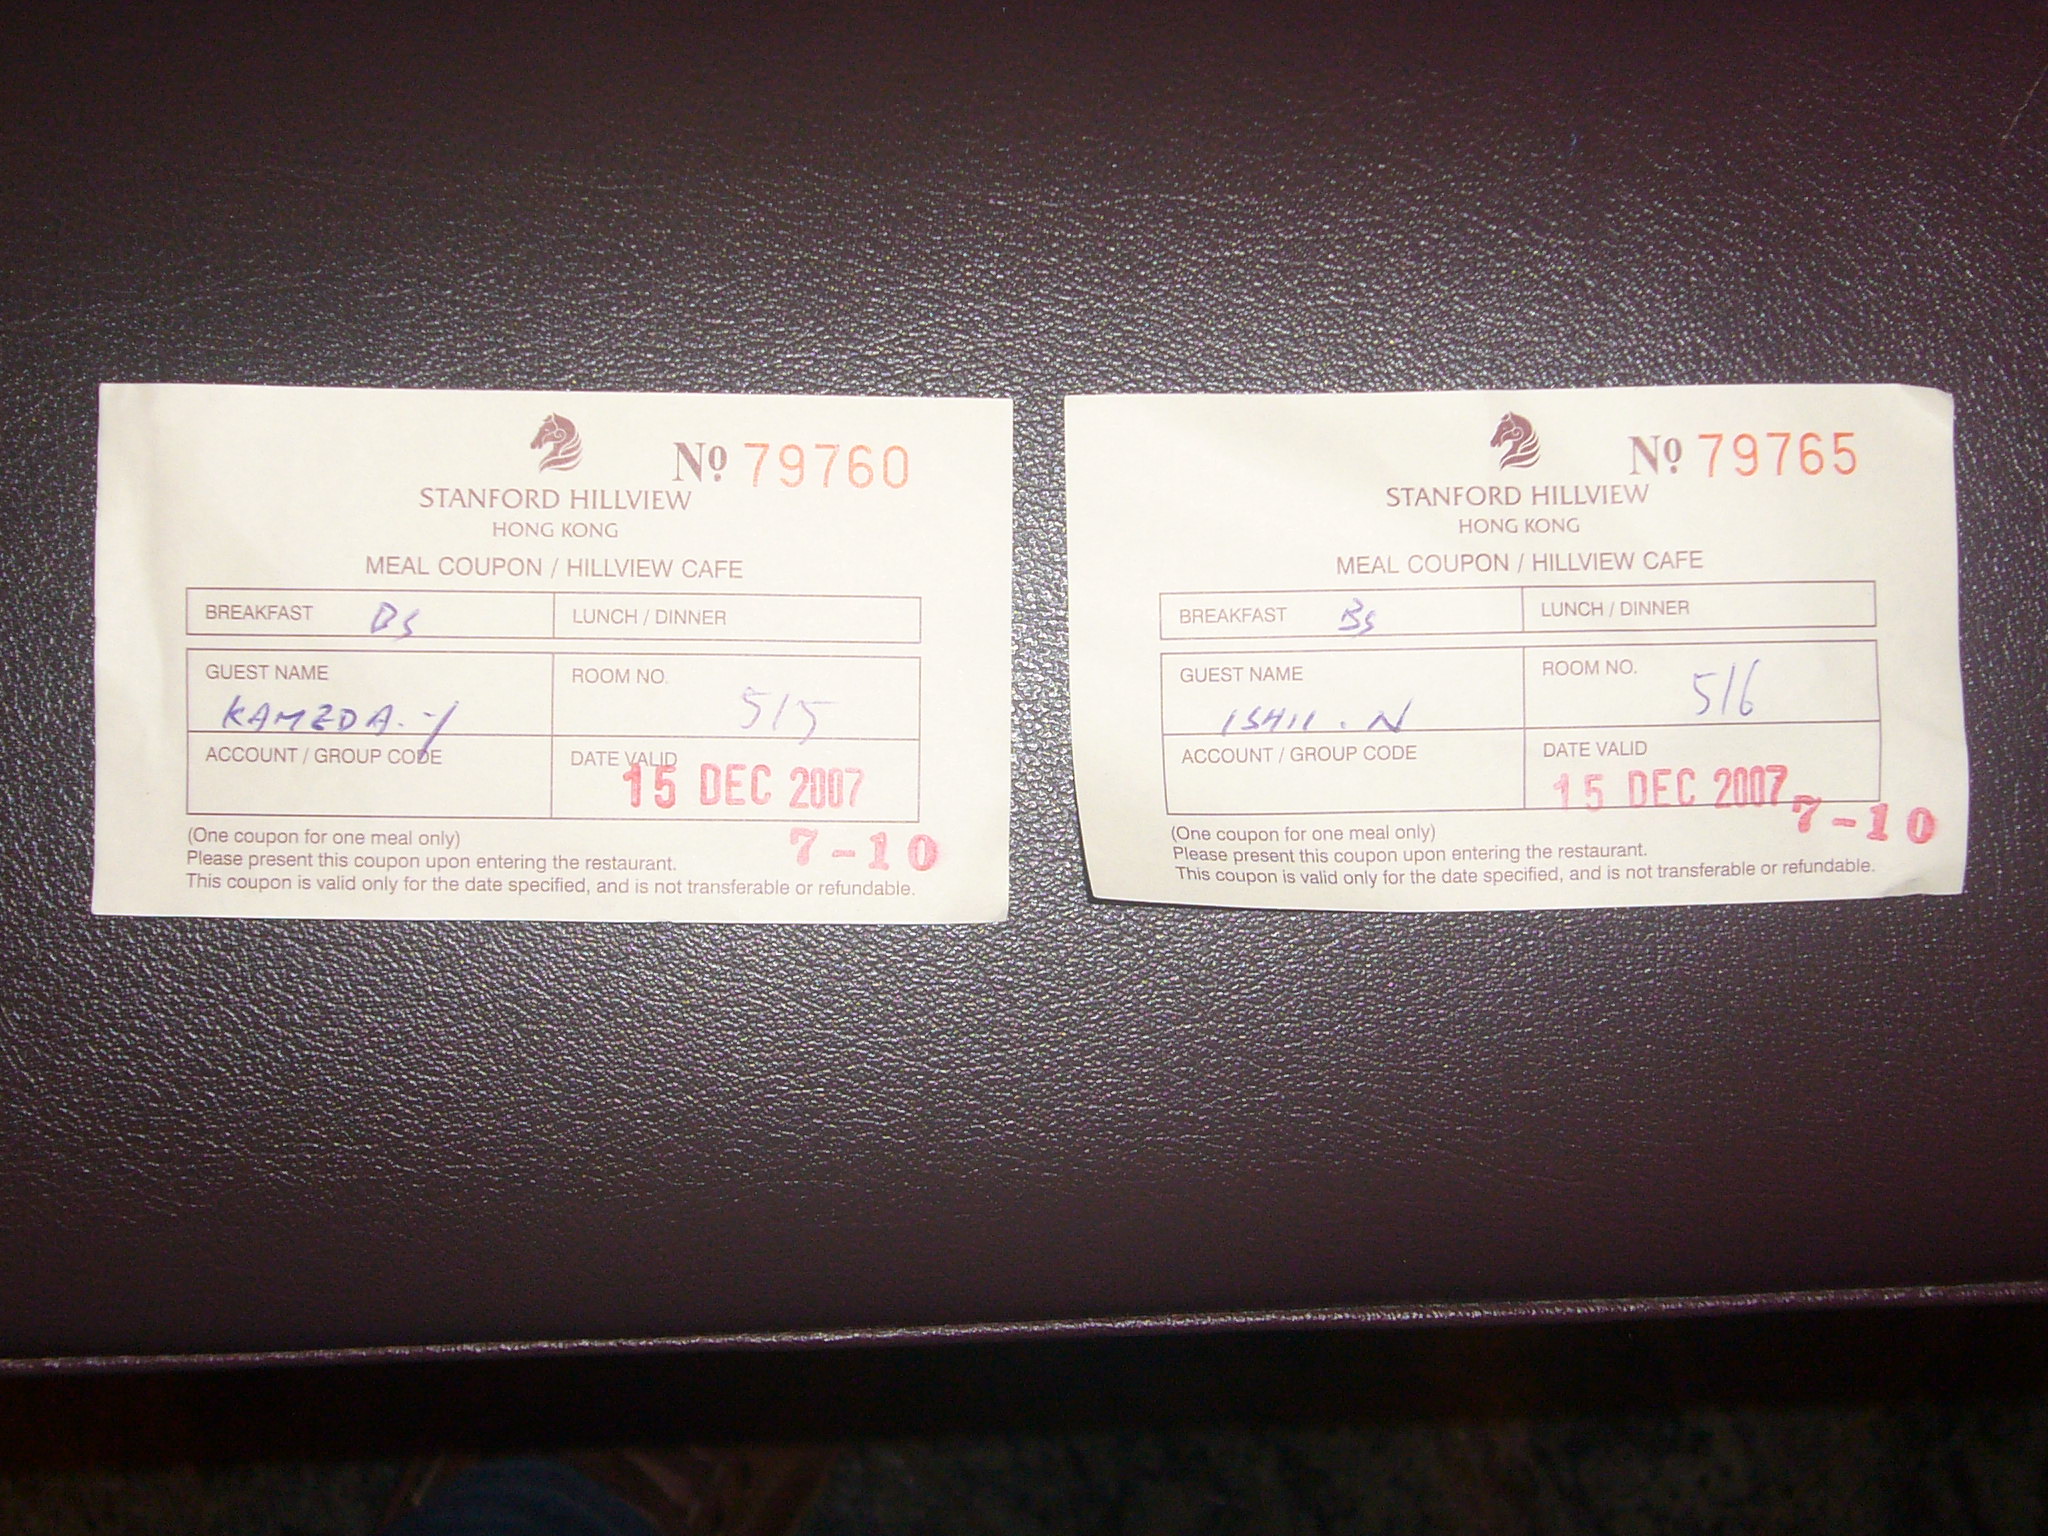 Nº 79760
STANFORD HILLVIEW
HONG KONG
MEAL COUPON / HILLVIEW CAFE
BREAKFAST Bs LUNCH / DINNER
GUEST NAME ROOM NO.
KAMEDA. Y 515
ACCOUNT / GROUP CODE DATE VALID
15 DEC 2007
7-10
(One coupon for one meal only)
Please present this coupon upon entering the restaurant.
This coupon is valid only for the date specified, and is not transferable or refundable.
Nº 79765
STANFORD HILLVIEW
HONG KONG
MEAL COUPON / HILLVIEW CAFE
BREAKFAST Bs LUNCH / DINNER
GUEST NAME ROOM NO.
ISHII . N 516
ACCOUNT / GROUP CODE DATE VALID
15 DEC 2007
7-10
(One coupon for one meal only)
Please present this coupon upon entering the restaurant.
This coupon is valid only for the date specified, and is not transferable or refundable.